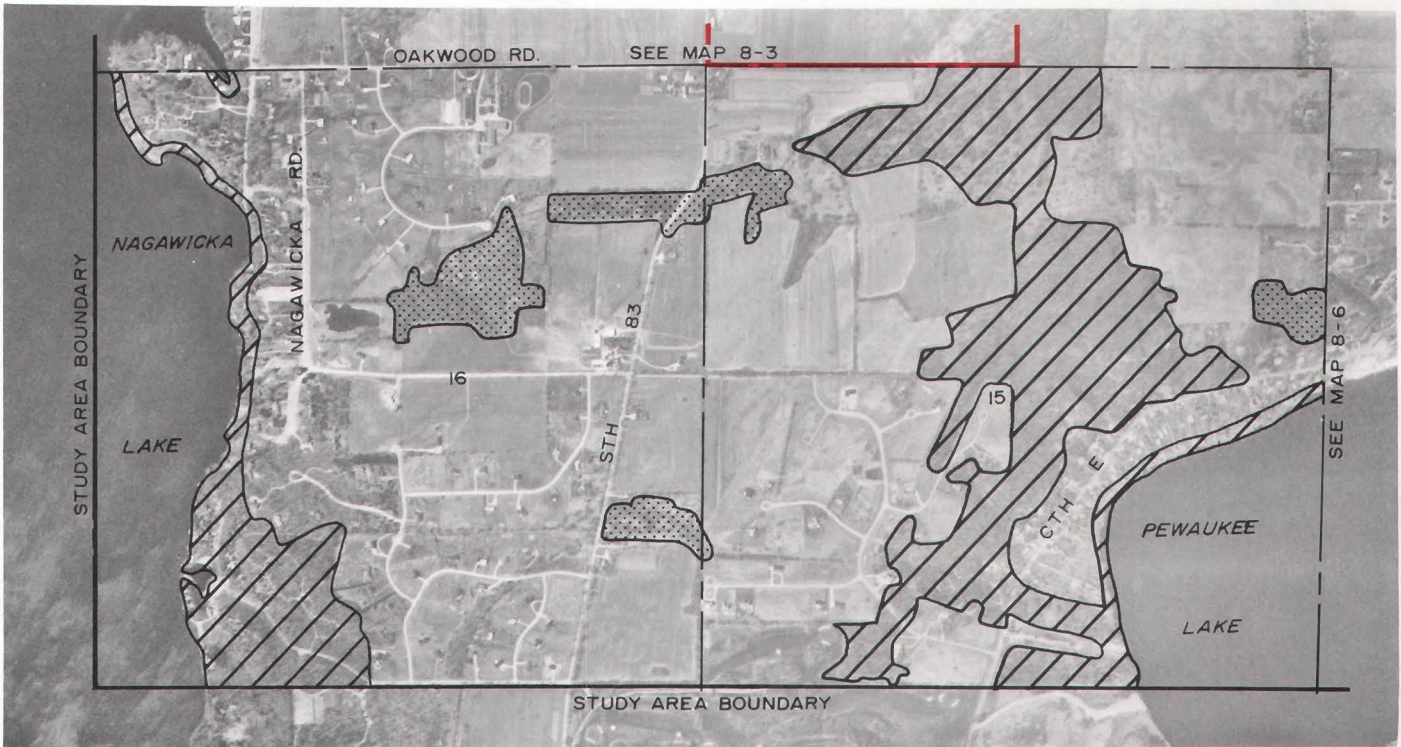 OAKWOOD RD.
SEE MAP 8-3
NAGAWICKA RD.
NAGAWICKA
LAKE
STUDY AREA BOUNDARY
83
STH
16
15
SEE MAP 8-6
CTH E
PEWAUKEE
LAKE
STUDY AREA BOUNDARY